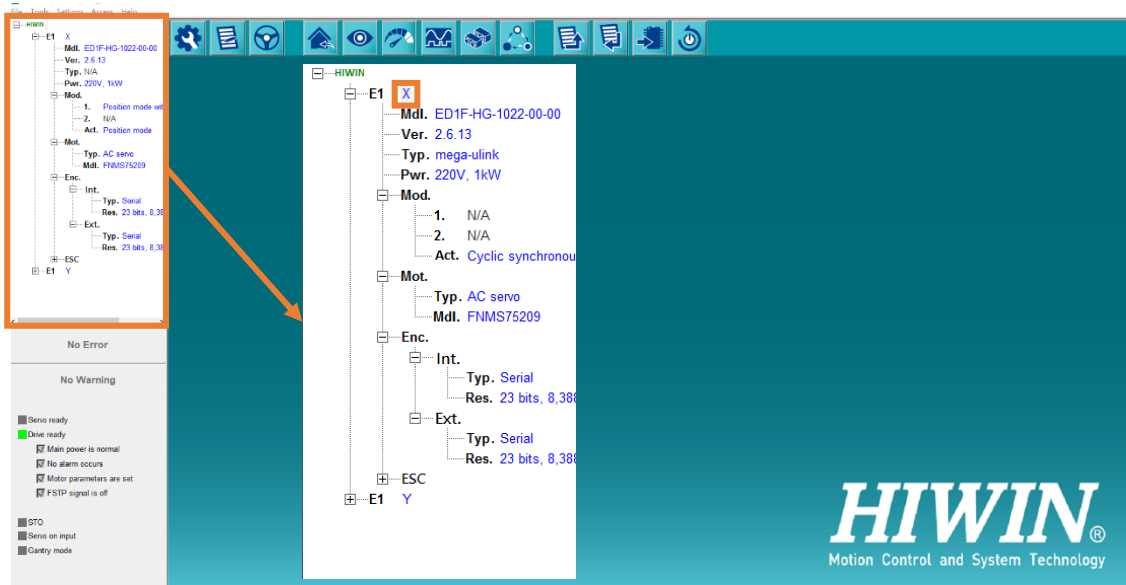 File Tools Settings Access Help
HIWIN
E1 X
Mdl. ED1F-HG-1022-00-00
Ver. 2.6.13
Typ. N/A
Pwr. 220V, 1kW
Mod.
1. Position mode wit
2. N/A
Act. Position mode
Mot.
Typ. AC servo
Mdl. FNMS75209
Enc.
Int.
Typ. Serial
Res. 23 bits, 8,38
Ext.
Typ. Serial
Res. 23 bits, 8,38
ESC
E1 Y
No Error
No Warning
Servo ready
Drive ready
Main power is normal
No alarm occurs
Motor parameters are set
FSTP signal is off
STO
Servo on input
Gantry mode
HIWIN
E1 X
Mdl. ED1F-HG-1022-00-00
Ver. 2.6.13
Typ. mega-ulink
Pwr. 220V, 1kW
Mod.
1. N/A
2. N/A
Act. Cyclic synchronou
Mot.
Typ. AC servo
Mdl. FNMS75209
Enc.
Int.
Typ. Serial
Res. 23 bits, 8,388
Ext.
Typ. Serial
Res. 23 bits, 8,388
ESC
E1 Y
HIWIN®
Motion Control and System Technology